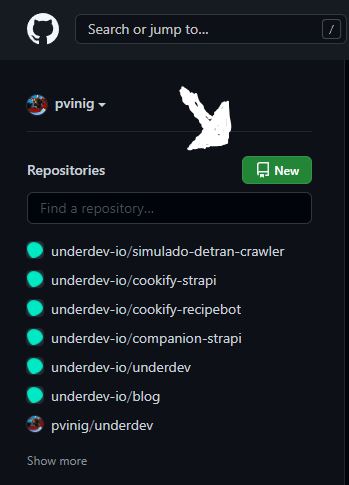 Search or jump to... /
pvinig
Repositories New
Find a repository...
underdev-io/simulado-detran-crawler
underdev-io/cookify-strapi
underdev-io/cookify-recipebot
underdev-io/companion-strapi
underdev-io/underdev
underdev-io/blog
pvinig/underdev
Show more